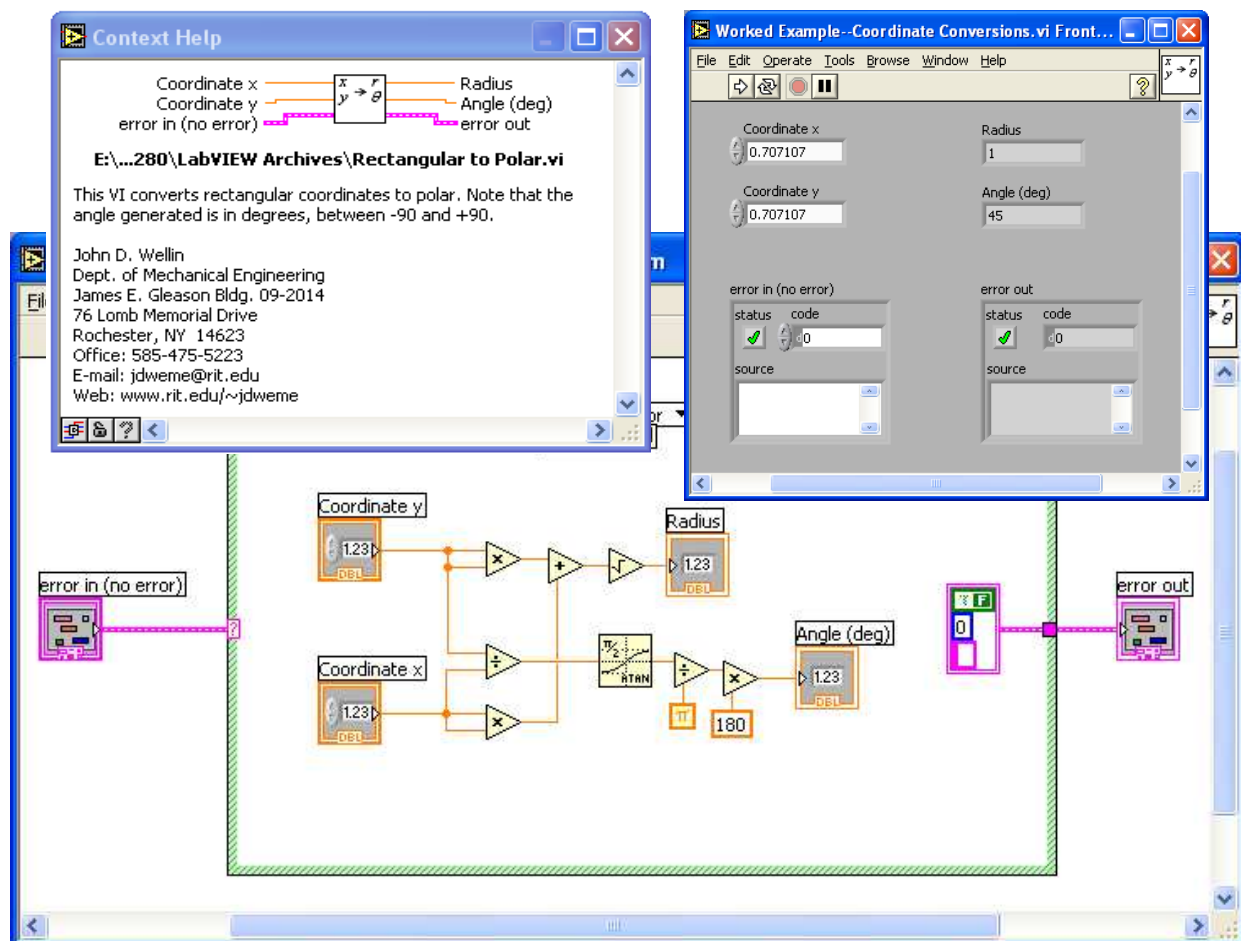 Context Help
Coordinate x
Coordinate y
error in (no error)
x r
y → θ
Radius
Angle (deg)
error out
E:\...280\LabVIEW Archives\Rectangular to Polar.vi
This VI converts rectangular coordinates to polar. Note that the
angle generated is in degrees, between -90 and +90.
John D. Wellin
Dept. of Mechanical Engineering
James E. Gleason Bldg. 09-2014
76 Lomb Memorial Drive
Rochester, NY 14623
Office: 585-475-5223
E-mail: jdweme@rit.edu
Web: www.rit.edu/~jdweme
?
Worked Example--Coordinate Conversions.vi Front...
File Edit Operate Tools Browse Window Help
x r
y → θ
?
Coordinate x
0.707107
Radius
1
Coordinate y
0.707107
Angle (deg)
45
error in (no error)
status code
0
source
error out
status code
d0
source
Coordinate y
1.23
DBL
Radius
1.23
DBL
error in (no error)
?
Coordinate x
1.23
DBL
π/2
ATAN
π
180
Angle (deg)
1.23
DBL
F
0
error out